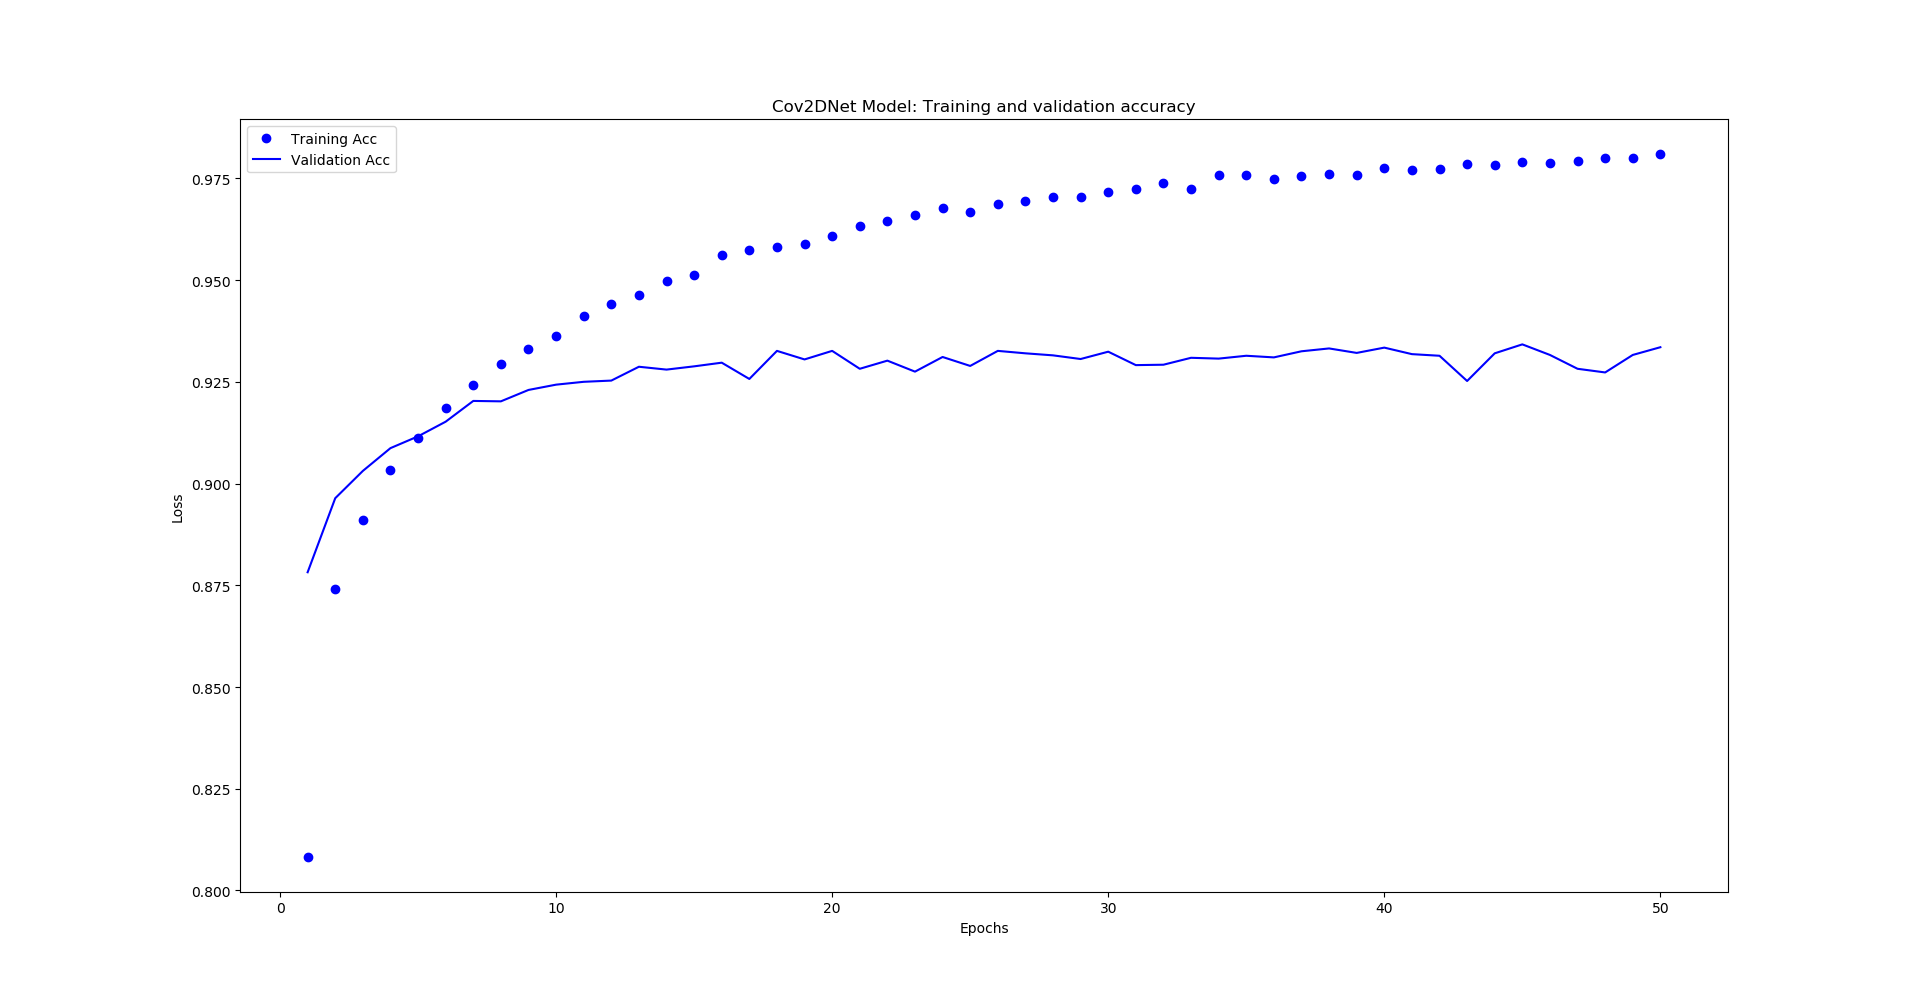 Cov2DNet Model: Training and validation accuracy
Training Acc
Validation Acc
0.975
0.950
0.925
0.900
0.875
0.850
0.825
0.800
Loss
0
10
20
30
40
50
Epochs